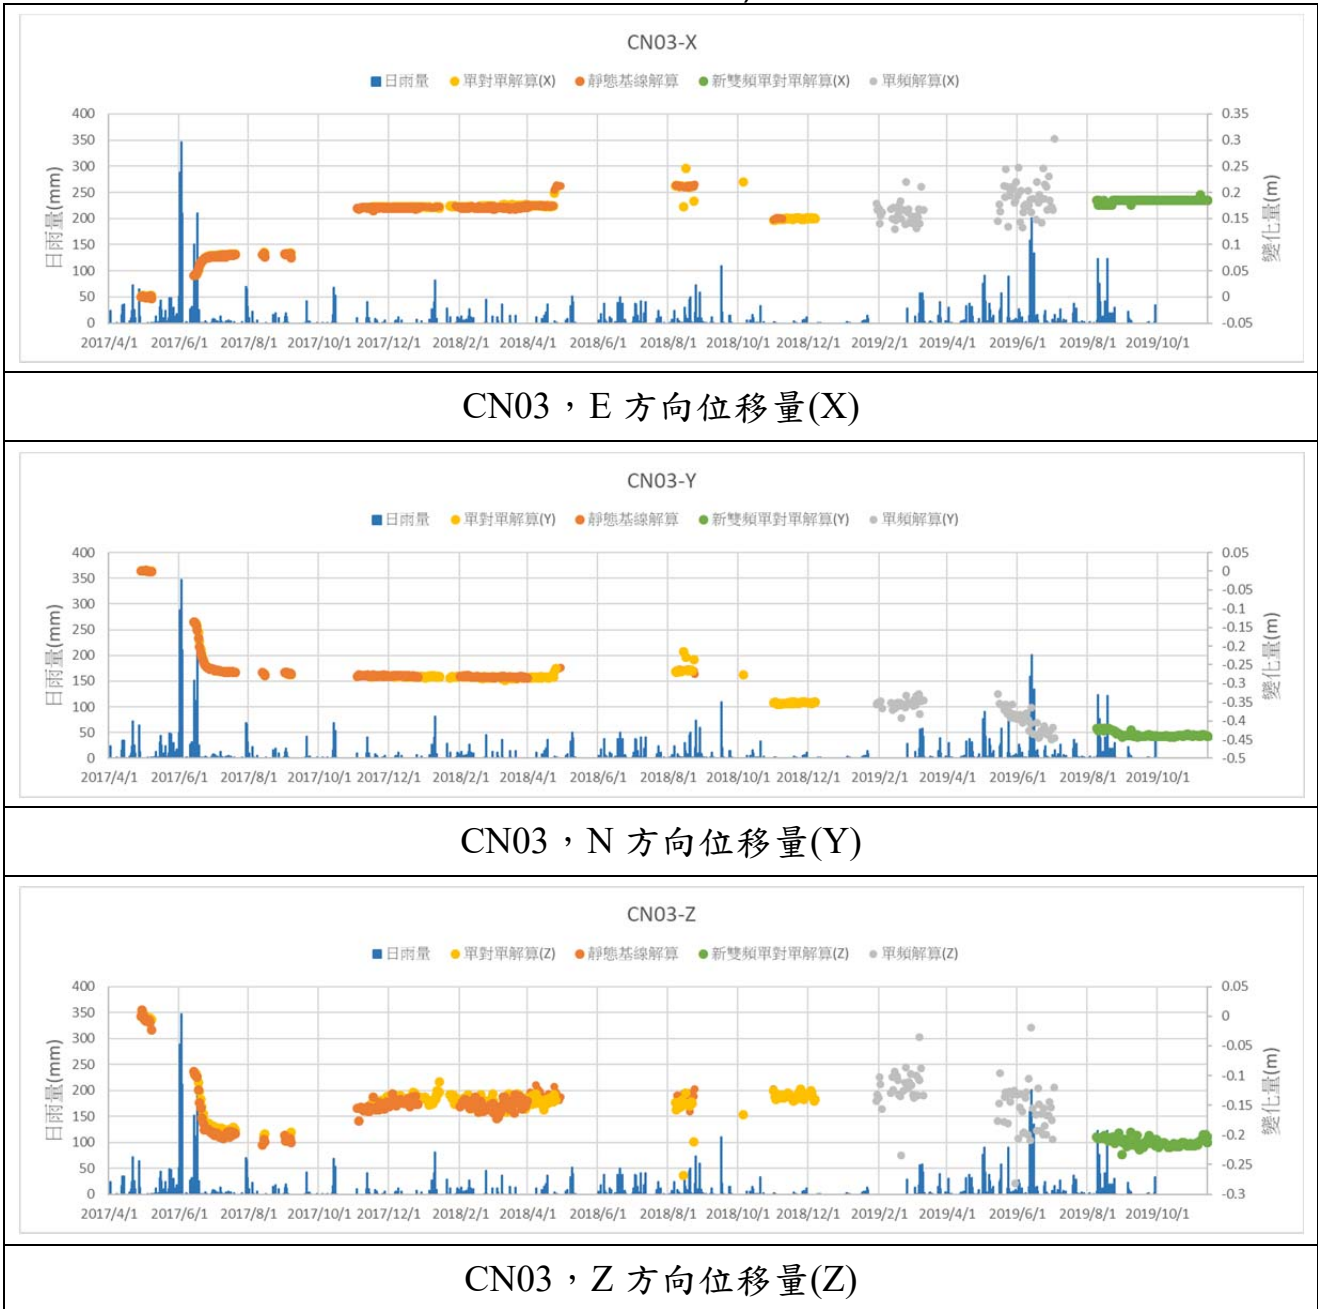 CN03-X
日雨量 單對單解算(X) 靜態基線解算 新雙頻單對單解算(X) 單頻解算(X)
400 0.35
350 0.3
300 0.25
250 0.2
200 0.15
150 0.1
100 0.05
50 0
0 -0.05
日雨量(mm)
變化量(m)
2017/4/1 2017/6/1 2017/8/1 2017/10/1 2017/12/1 2018/2/1 2018/4/1 2018/6/1 2018/8/1 2018/10/1 2018/12/1 2019/2/1 2019/4/1 2019/6/1 2019/8/1 2019/10/1
CN03,E 方向位移量(X)
CN03-Y
日雨量 單對單解算(Y) 靜態基線解算 新雙頻單對單解算(Y) 單頻解算(Y)
400 0.05
350 0
300 -0.05
250 -0.1
200 -0.15
150 -0.2
100 -0.25
50 -0.3
0 -0.35
-0.4
-0.45
-0.5
日雨量(mm)
變化量(m)
2017/4/1 2017/6/1 2017/8/1 2017/10/1 2017/12/1 2018/2/1 2018/4/1 2018/6/1 2018/8/1 2018/10/1 2018/12/1 2019/2/1 2019/4/1 2019/6/1 2019/8/1 2019/10/1
CN03,N 方向位移量(Y)
CN03-Z
日雨量 單對單解算(Z) 靜態基線解算 新雙頻單對單解算(Z) 單頻解算(Z)
400 0.05
350 0
300 -0.05
250 -0.1
200 -0.15
150 -0.2
100 -0.25
50 -0.3
0
日雨量(mm)
變化量(m)
2017/4/1 2017/6/1 2017/8/1 2017/10/1 2017/12/1 2018/2/1 2018/4/1 2018/6/1 2018/8/1 2018/10/1 2018/12/1 2019/2/1 2019/4/1 2019/6/1 2019/8/1 2019/10/1
CN03,Z 方向位移量(Z)